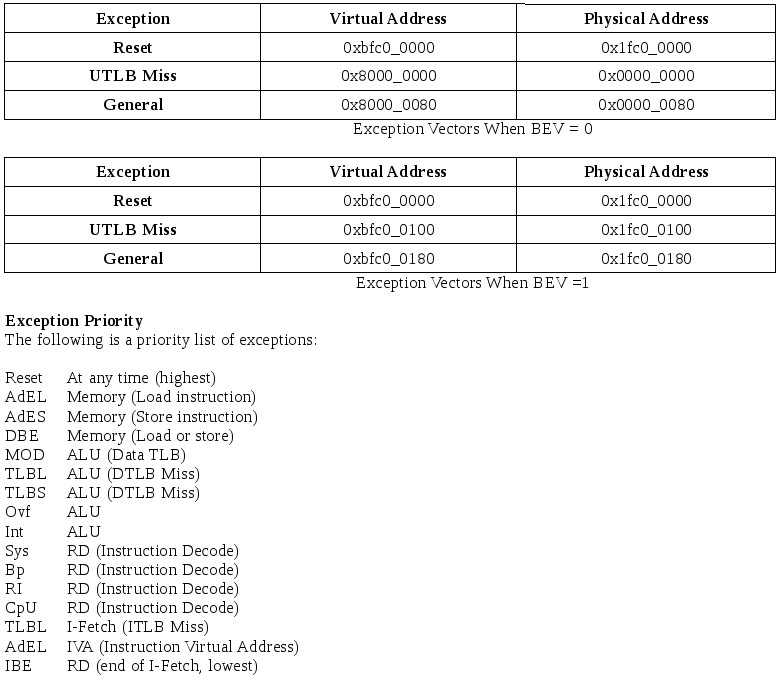 Exception Virtual Address Physical Address
Reset 0xbfc0_0000 0x1fc0_0000
UTLB Miss 0x8000_0000 0x0000_0000
General 0x8000_0080 0x0000_0080
Exception Vectors When BEV = 0
Exception Virtual Address Physical Address
Reset 0xbfc0_0000 0x1fc0_0000
UTLB Miss 0xbfc0_0100 0x1fc0_0100
General 0xbfc0_0180 0x1fc0_0180
Exception Vectors When BEV =1
Exception Priority
The following is a priority list of exceptions:
Reset At any time (highest)
AdEL Memory (Load instruction)
AdES Memory (Store instruction)
DBE Memory (Load or store)
MOD ALU (Data TLB)
TLBL ALU (DTLB Miss)
TLBS ALU (DTLB Miss)
Ovf ALU
Int ALU
Sys RD (Instruction Decode)
Bp RD (Instruction Decode)
RI RD (Instruction Decode)
CpU RD (Instruction Decode)
TLBL I-Fetch (ITLB Miss)
AdEL IVA (Instruction Virtual Address)
IBE RD (end of I-Fetch, lowest)